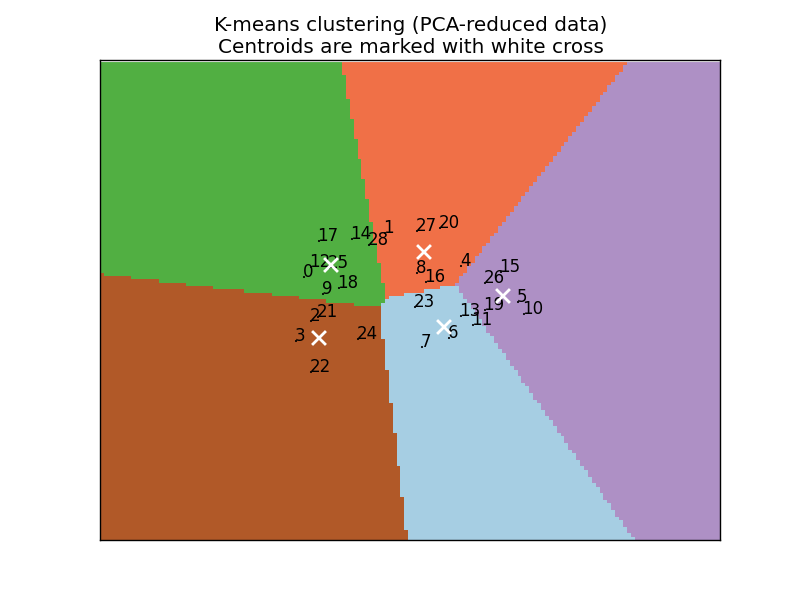 K-means clustering (PCA-reduced data)
Centroids are marked with white cross
27 20
1
17 14 28
12 25 4 15
0 8 16 26
9 18
23 5
2 21 13 19 10
11
3 24 6
7
22